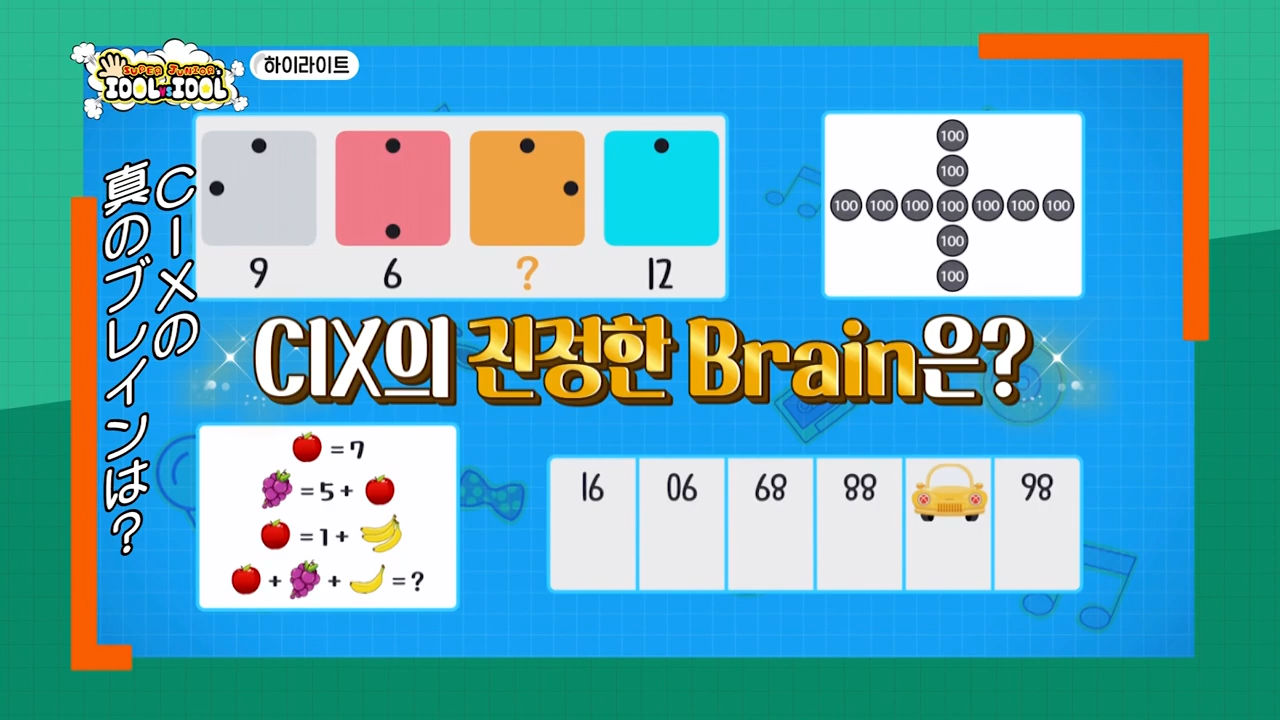 SUPER JUNIOR's
IDOL vs IDOL
하이라이트
CIXの
真のブレインは?
9 6 ? 12
100
100
100 100 100 100 100 100 100
100
100
CIX의 진정한 Brain은?
= 7
= 5 +
= 1 +
+ + = ?
16 06 68 88 98